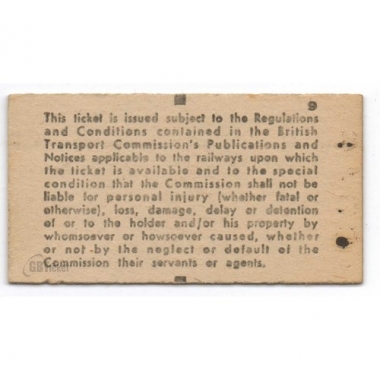 9
This ticket is issued subject to the Regulations
and Conditions contained in the British
Transport Commission's Publications and
Notices applicable to the railways upon which
the ticket is available and to the special
condition that the Commission shall not be
liable for personal injury (whether fatal or
otherwise), loss, damage, delay or detention
of or to the holder and/or his property by
whomsoever or howsoever caused, whether
or not by the neglect or default of the
Commission their servants or agents.